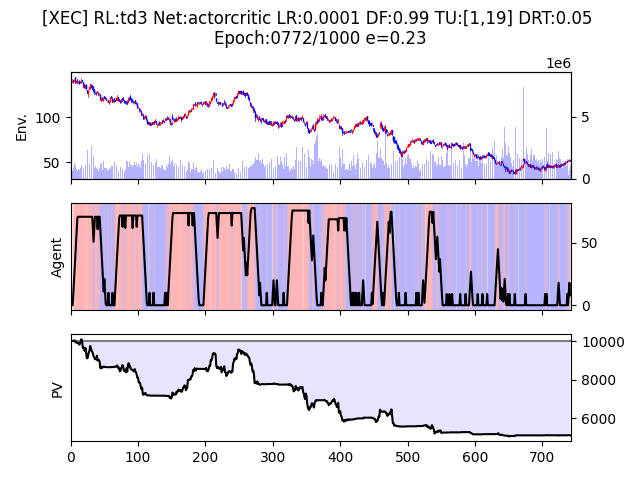 [XEC] RL:td3 Net:actorcritic LR:0.0001 DF:0.99 TU:[1,19] DRT:0.05
Epoch:0772/1000 e=0.23
1e6
Env.
100
50
5
0
Agent
50
0
PV
10000
8000
6000
0 100 200 300 400 500 600 700